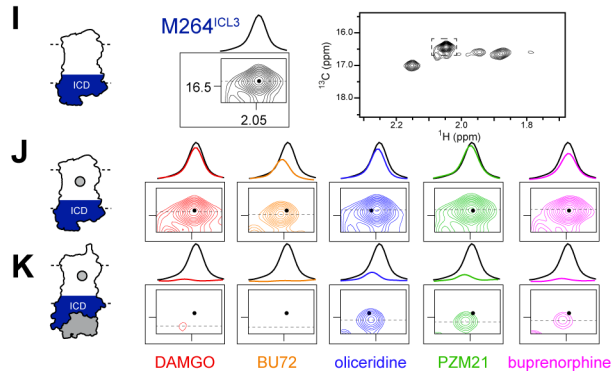 I
M264ICL3
ICD
16.5
2.05
13C (ppm)
16.0
17.0
18.0
2.2
2.0
1.8
1H (ppm)
J
ICD
K
ICD
DAMGO
BU72
oliceridine
PZM21
buprenorphine